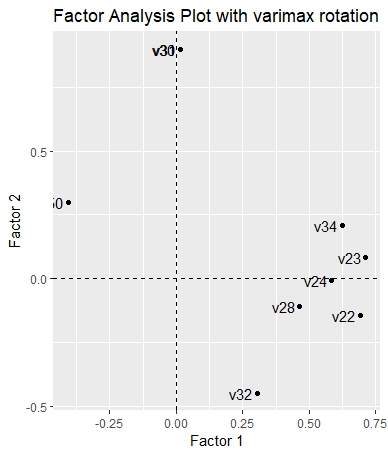 Factor Analysis Plot with varimax rotation
0.5
0.0
-0.5
Factor 2
v34
v23
v24
v28
v22
v32
-0.25
0.00
0.25
0.50
0.75
Factor 1